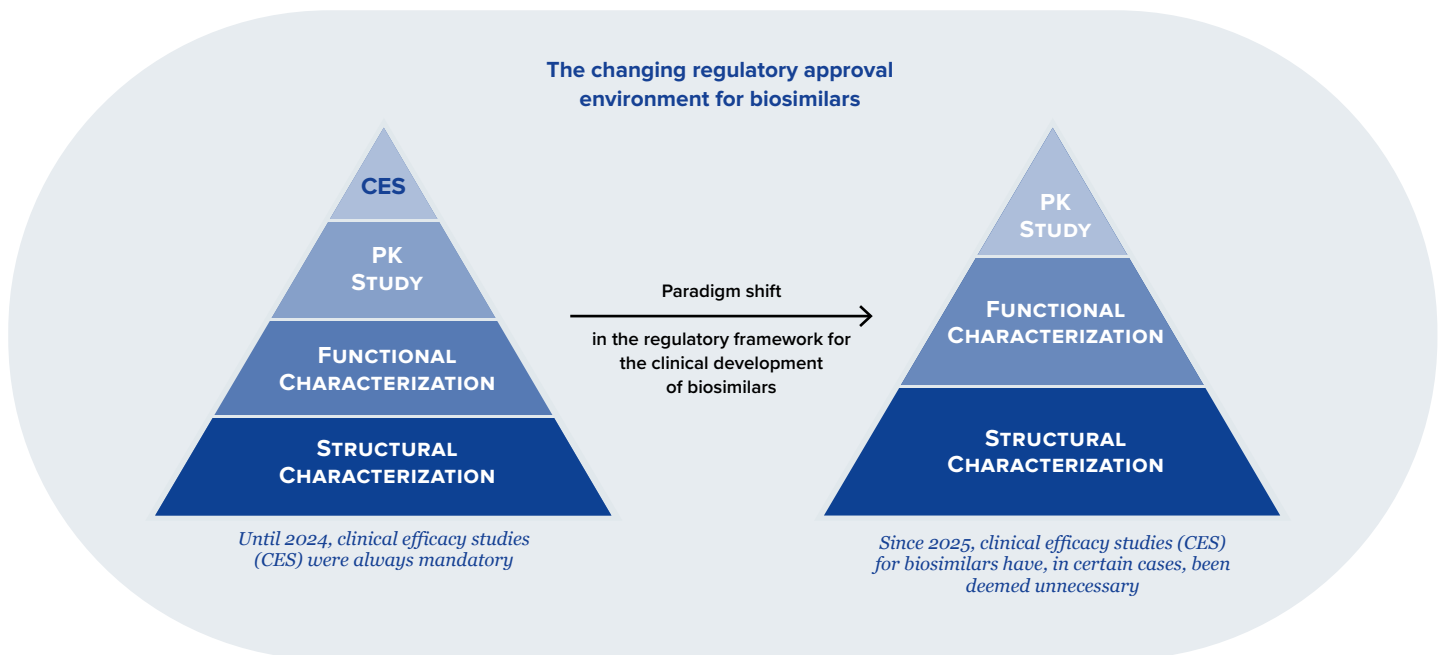 The changing regulatory approval
environment for biosimilars
CES
PK
STUDY
FUNCTIONAL
CHARACTERIZATION
STRUCTURAL
CHARACTERIZATION
Until 2024, clinical efficacy studies
(CES) were always mandatory
Paradigm shift
in the regulatory framework for
the clinical development
of biosimilars
PK
STUDY
FUNCTIONAL
CHARACTERIZATION
STRUCTURAL
CHARACTERIZATION
Since 2025, clinical efficacy studies (CES)
for biosimilars have, in certain cases, been
deemed unnecessary